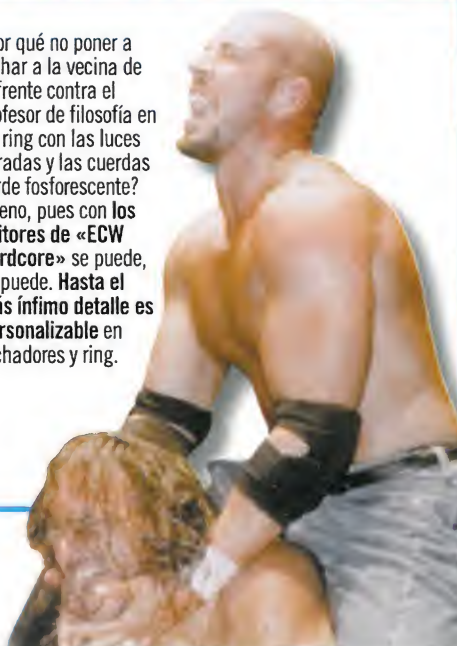 or qué no poner a
char a la vecina de
frente contra el
ofesor de filosofía en
ring con las luces
radas y las cuerdas
rde fosforescente?
eno, pues con los
itores de «ECW
rdcore» se puede,
puede. Hasta el
ás ínfimo detalle es
rsonalizable en
chadores y ring.